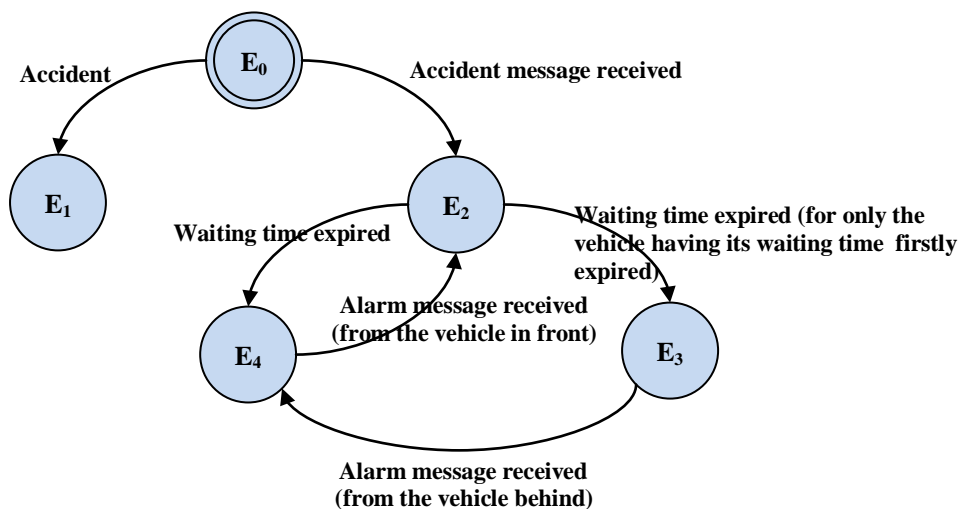 E0
Accident
Accident message received
E1
E2
Waiting time expired
Waiting time expired (for only the
vehicle having its waiting time firstly
expired)
Alarm message received
(from the vehicle in front)
E4
E3
Alarm message received
(from the vehicle behind)